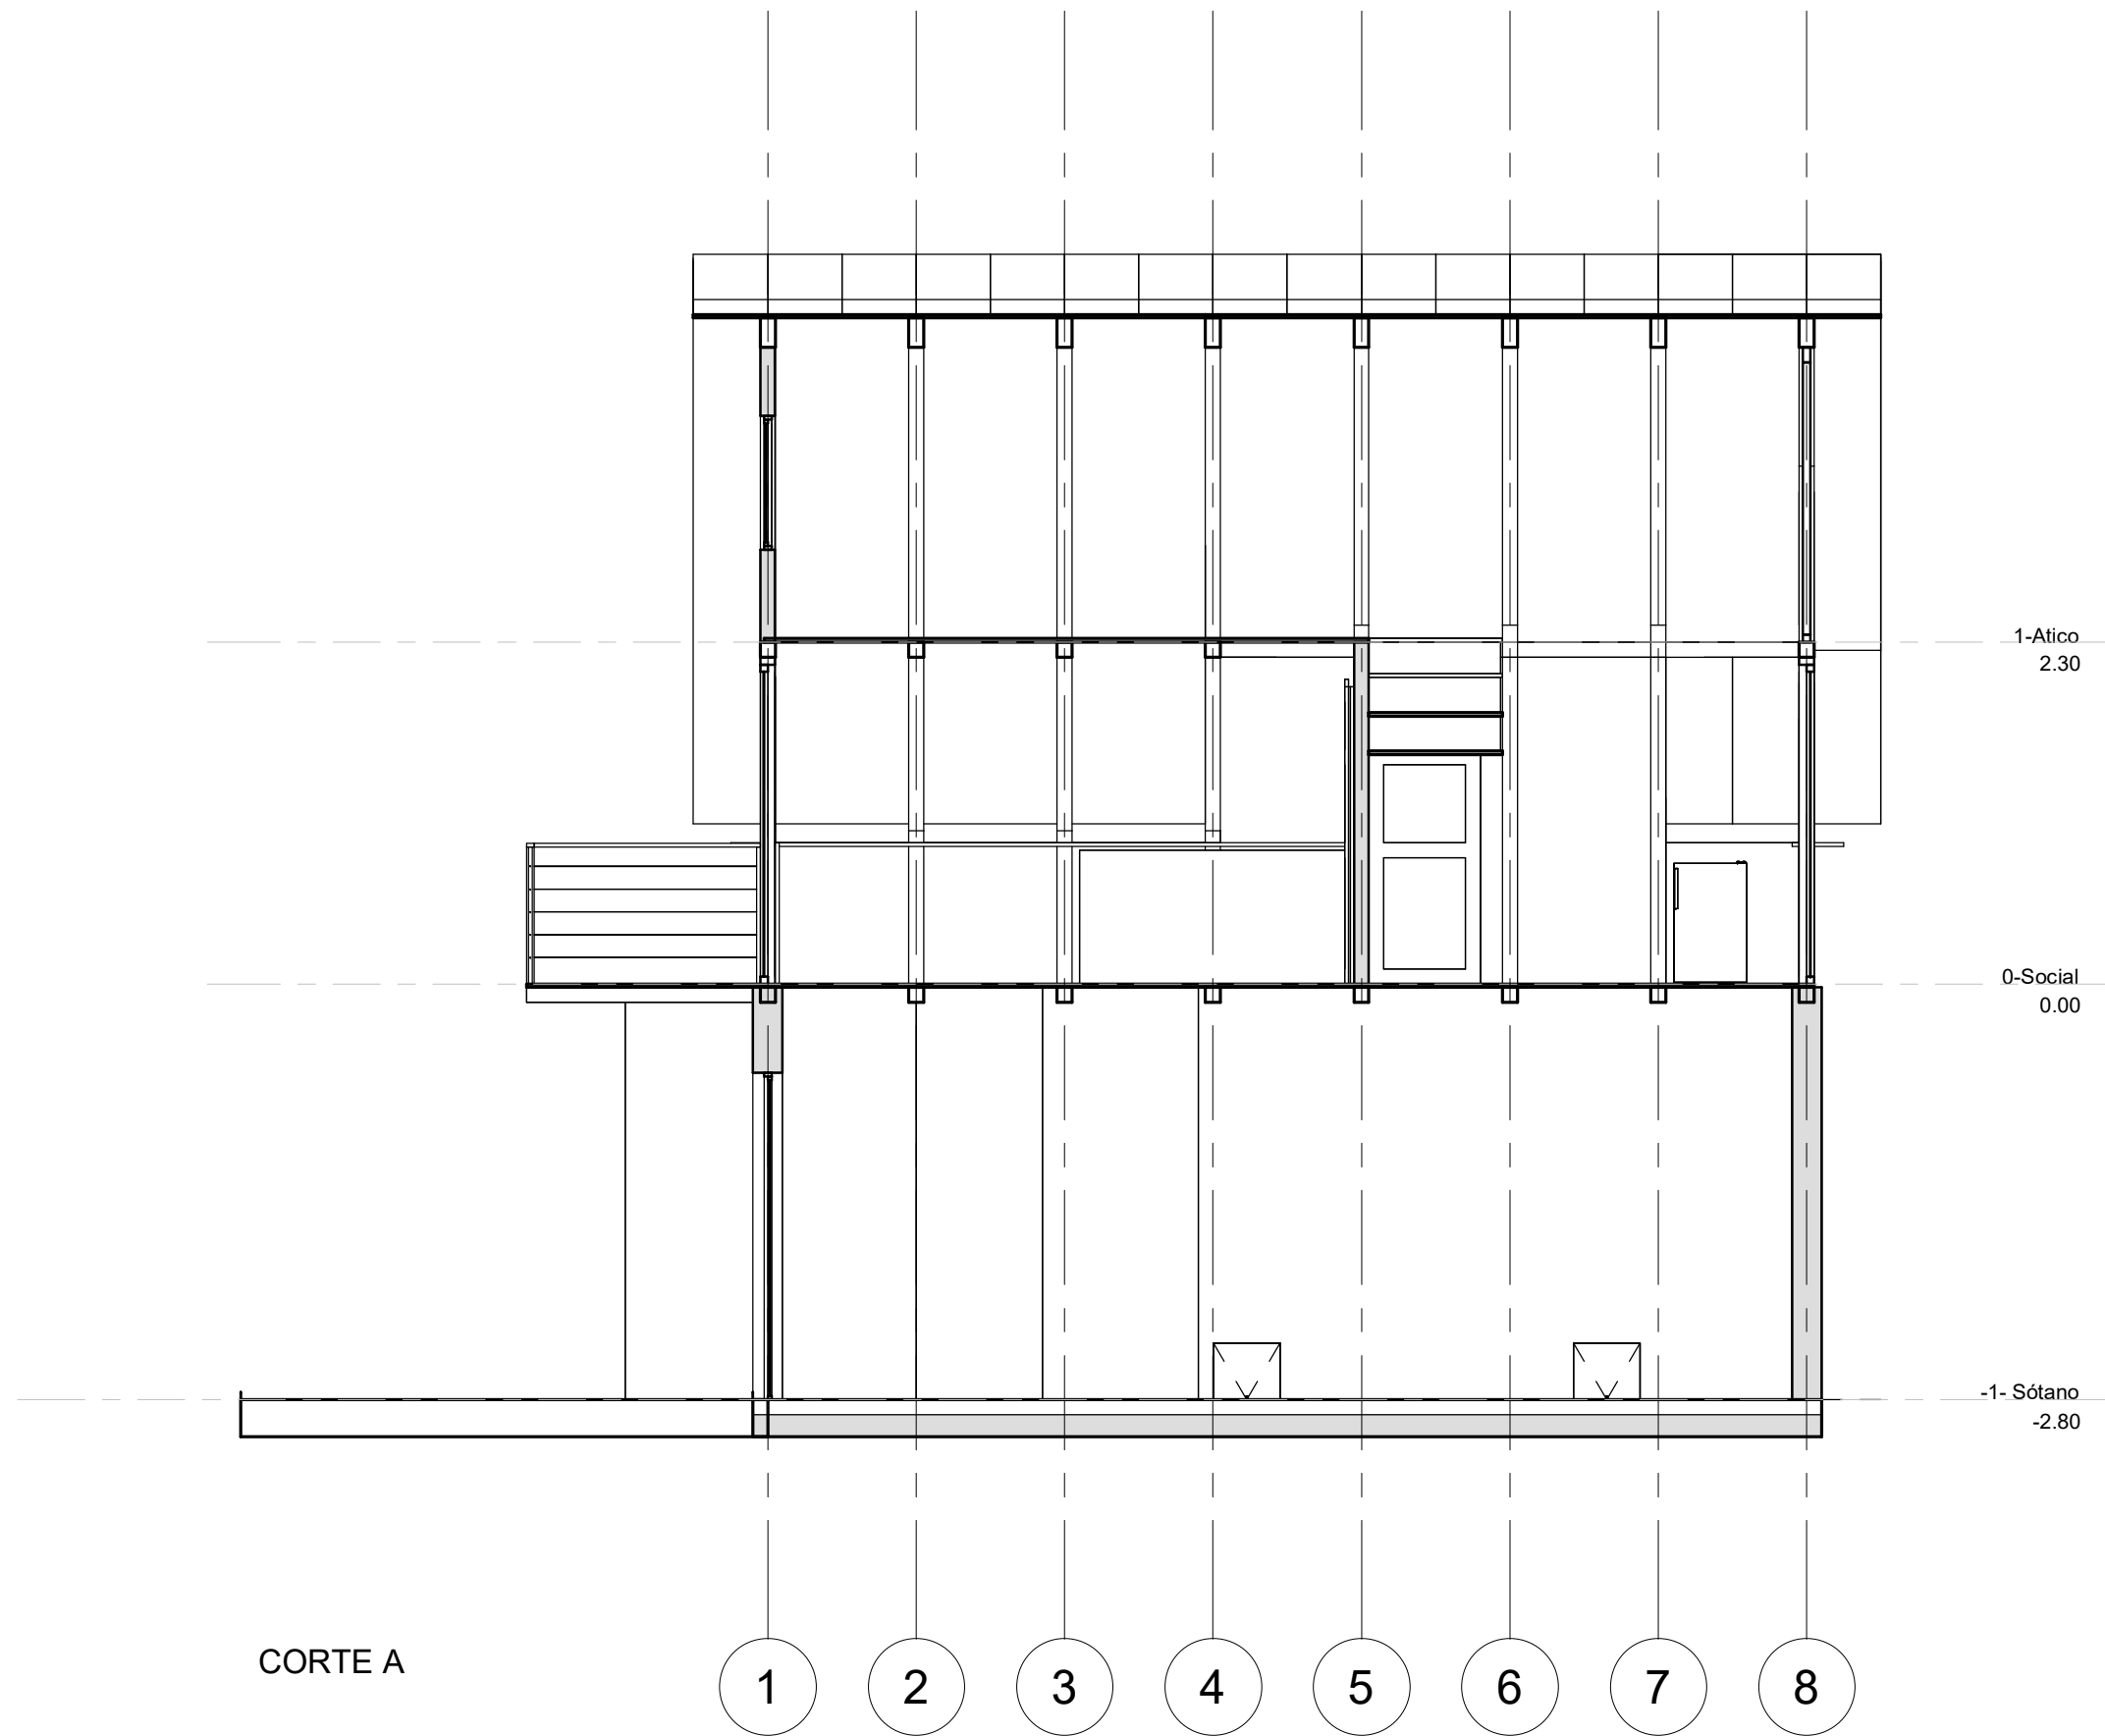 1-Atico
2.30
0-Social
0.00
-1- Sótano
-2.80
CORTE A
1 2 3 4 5 6 7 8